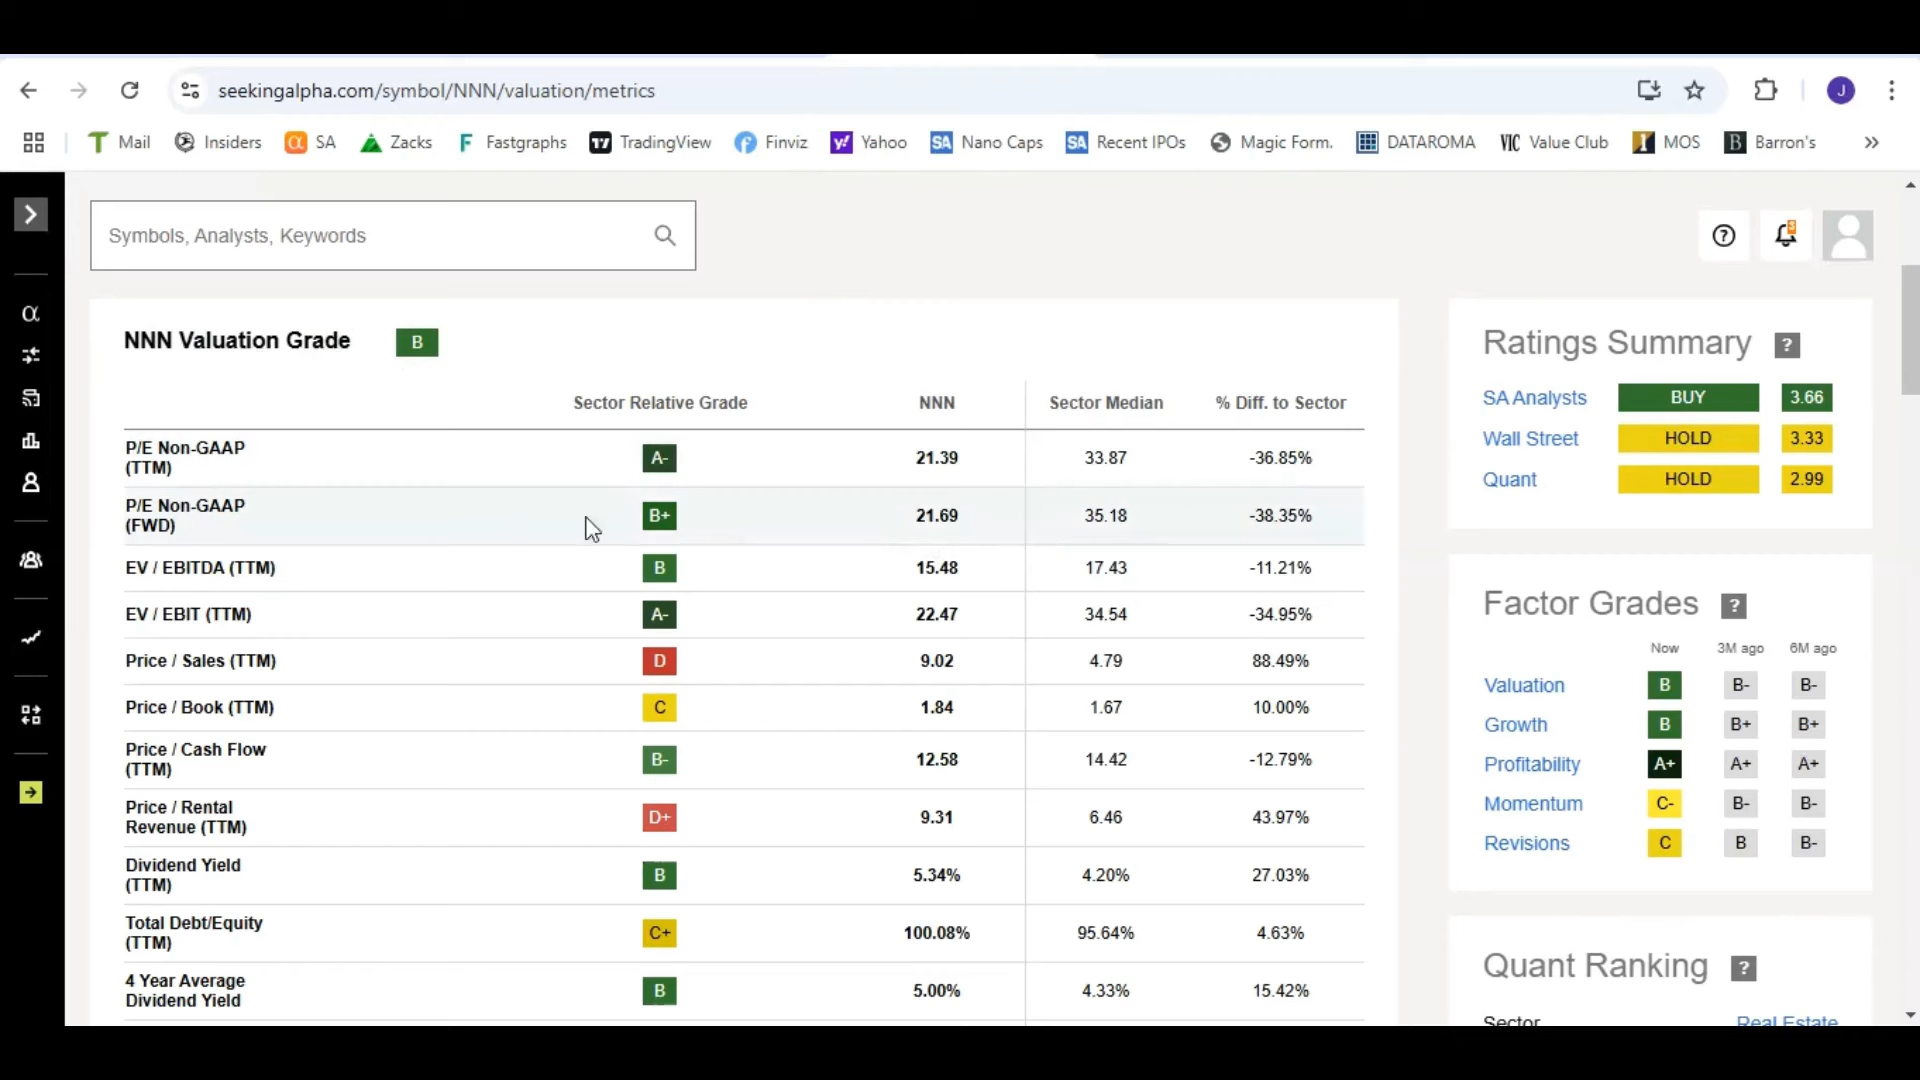 seekingalpha.com/symbol/NNN/valuation/metrics
J
Mail Insiders SA Zacks Fastgraphs TradingView Finviz Yahoo Nano Caps Recent IPOs Magic Form. DATAROMA Value Club MOS Barron's
Symbols, Analysts, Keywords
NNN Valuation Grade B
Sector Relative Grade NNN Sector Median % Diff. to Sector
P/E Non-GAAP
(TTM) A- 21.39 33.87 -36.85%
P/E Non-GAAP
(FWD) B+ 21.69 35.18 -38.35%
EV / EBITDA (TTM) B 15.48 17.43 -11.21%
EV / EBIT (TTM) A- 22.47 34.54 -34.95%
Price / Sales (TTM) D 9.02 4.79 88.49%
Price / Book (TTM) C 1.84 1.67 10.00%
Price / Cash Flow
(TTM) B- 12.58 14.42 -12.79%
Price / Rental
Revenue (TTM) D+ 9.31 6.46 43.97%
Dividend Yield
(TTM) B 5.34% 4.20% 27.03%
Total Debt/Equity
(TTM) C+ 100.08% 95.64% 4.63%
4 Year Average
Dividend Yield B 5.00% 4.33% 15.42%
Ratings Summary ?
SA Analysts BUY 3.66
Wall Street HOLD 3.33
Quant HOLD 2.99
Factor Grades ?
Now 3M ago 6M ago
Valuation B B- B-
Growth B B+ B+
Profitability A+ A+ A+
Momentum C- B- B-
Revisions C B B-
Quant Ranking ?
Sector Real Estate